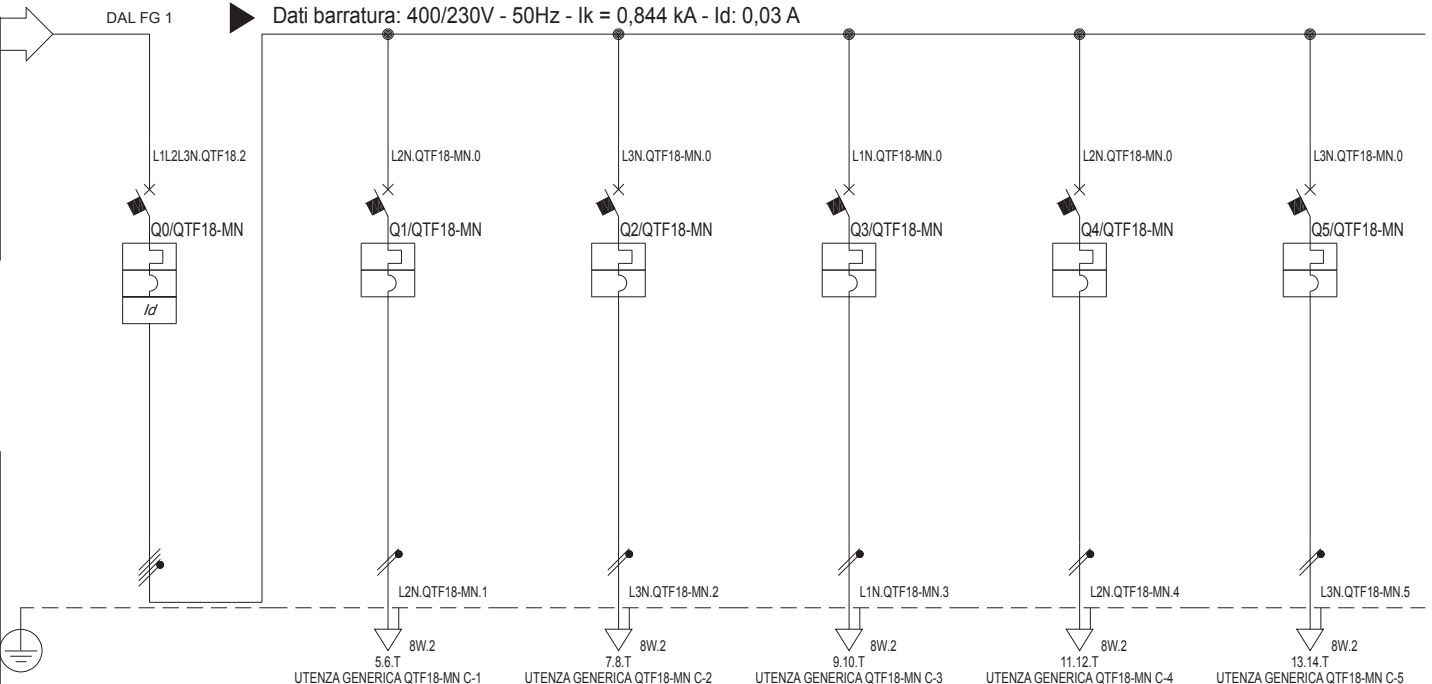 DAL FG 1
Dati barratura: 400/230V - 50Hz - Ik = 0,844 kA - Id: 0,03 A
L1L2L3N.QTF18.2
L2N.QTF18-MN.0
L3N.QTF18-MN.0
L1N.QTF18-MN.0
L2N.QTF18-MN.0
L3N.QTF18-MN.0
Q0/QTF18-MN
Q1/QTF18-MN
Q2/QTF18-MN
Q3/QTF18-MN
Q4/QTF18-MN
Q5/QTF18-MN
Id
L2N.QTF18-MN.1
L3N.QTF18-MN.2
L1N.QTF18-MN.3
L2N.QTF18-MN.4
L3N.QTF18-MN.5
8W.2
8W.2
8W.2
8W.2
8W.2
5.6.T
7.8.T
9.10.T
11.12.T
13.14.T
UTENZA GENERICA QTF18-MN C-1
UTENZA GENERICA QTF18-MN C-2
UTENZA GENERICA QTF18-MN C-3
UTENZA GENERICA QTF18-MN C-4
UTENZA GENERICA QTF18-MN C-5